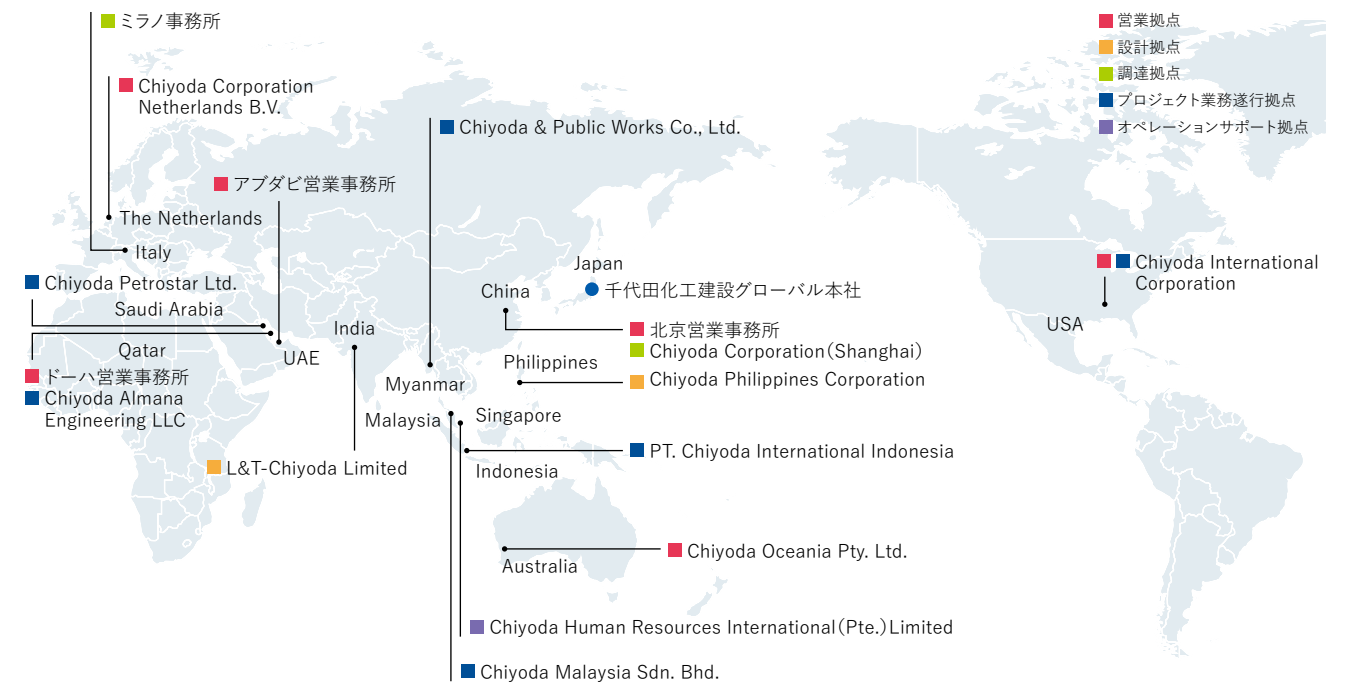 ミラノ事務所
Chiyoda Corporation
Netherlands B.V.
Chiyoda & Public Works Co., Ltd.
アブダビ営業事務所
The Netherlands
Italy
Chiyoda Petrostar Ltd.
Saudi Arabia
Qatar
UAE
ドーハ営業事務所
Chiyoda Almana
Engineering LLC
India
L&T-Chiyoda Limited
Myanmar
Malaysia
Singapore
Indonesia
Japan
千代田化工建設グローバル本社
China
北京営業事務所
Chiyoda Corporation（Shanghai）
Philippines
Chiyoda Philippines Corporation
PT. Chiyoda International Indonesia
Australia
Chiyoda Oceania Pty. Ltd.
Chiyoda Human Resources International（Pte.）Limited
Chiyoda Malaysia Sdn. Bhd.
営業拠点
設計拠点
調達拠点
プロジェクト業務遂行拠点
オペレーションサポート拠点
Chiyoda International
Corporation
USA